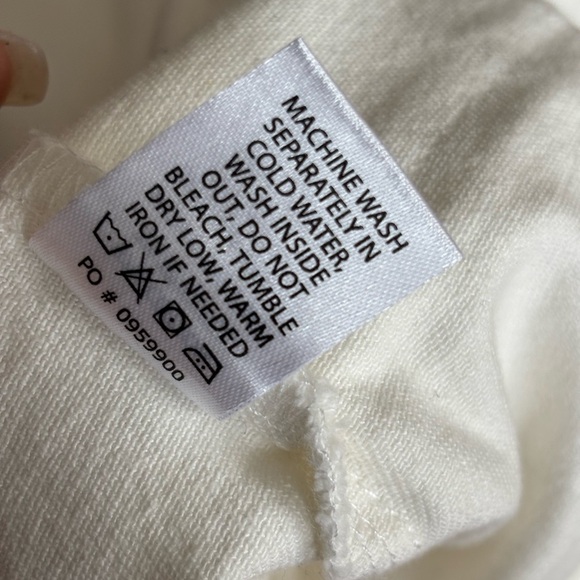 MACHINE WASH
SEPARATELY IN
COLD WATER,
WASH INSIDE
OUT, DO NOT
BLEACH, TUMBLE
DRY LOW, WARM
IRON IF NEEDED
PO # 0959900